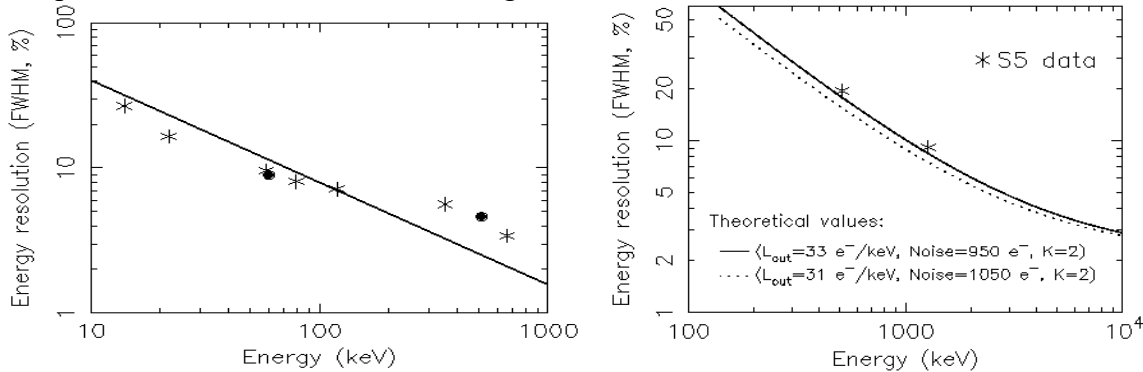 100
10
1
Energy resolution (FWHM, %)
10
100
1000
Energy (keV)
50
20
10
5
2
1
Energy resolution (FWHM, %)
S5 data
Theoretical values:
(L_out=33 e⁻/keV, Noise=950 e⁻, K=2)
(L_out=31 e⁻/keV, Noise=1050 e⁻, K=2)
100
1000
10⁴
Energy (keV)